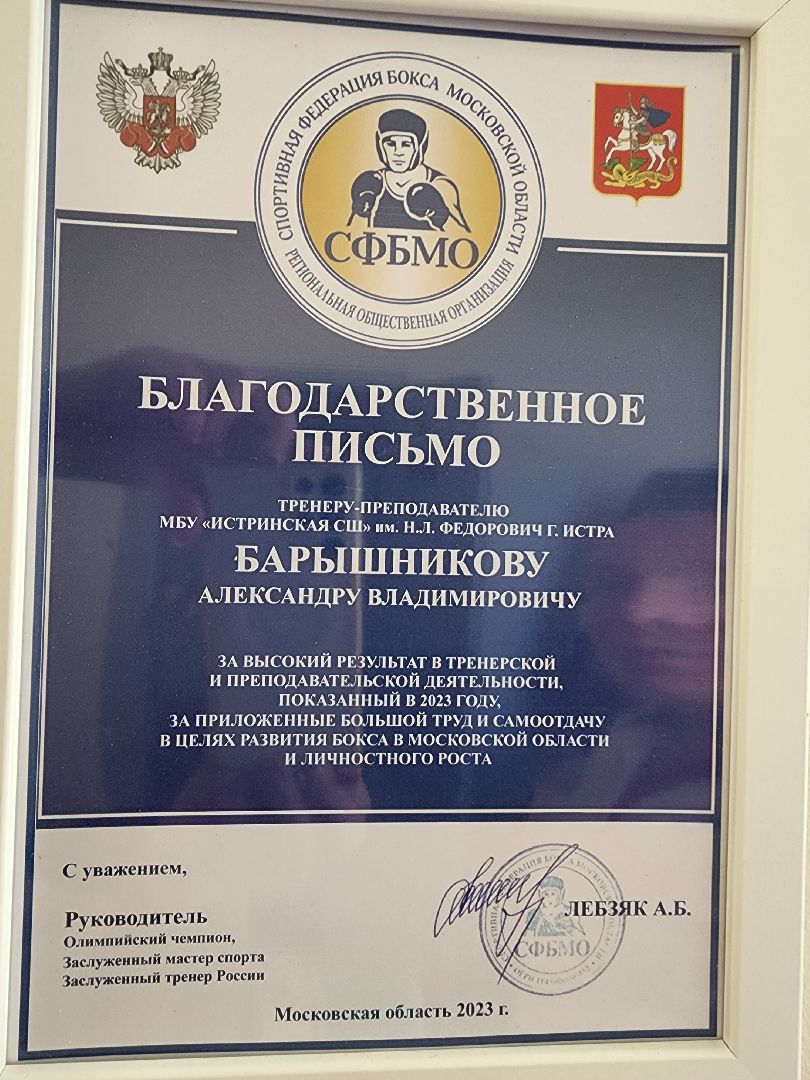 СПОРТИВНАЯ ФЕДЕРАЦИЯ БОКСА МОСКОВСКОЙ ОБЛАСТИ
СФБМО
РЕГИОНАЛЬНАЯ ОБЩЕСТВЕННАЯ ОРГАНИЗАЦИЯ
БЛАГОДАРСТВЕННОЕ
ПИСЬМО
ТРЕНЕРУ-ПРЕПОДАВАТЕЛЮ
МБУ «ИСТРИНСКАЯ СШ» им. Н.Л. ФЕДОРОВИЧ Г. ИСТРА
БАРЫШНИКОВУ
АЛЕКСАНДРУ ВЛАДИМИРОВИЧУ
ЗА ВЫСОКИЙ РЕЗУЛЬТАТ В ТРЕНЕРСКОЙ
И ПРЕПОДАВАТЕЛЬСКОЙ ДЕЯТЕЛЬНОСТИ,
ПОКАЗАННЫЙ В 2023 ГОДУ,
ЗА ПРИЛОЖЕННЫЕ БОЛЬШОЙ ТРУД И САМООТДАЧУ
В ЦЕЛЯХ РАЗВИТИЯ БОКСА В МОСКОВСКОЙ ОБЛАСТИ
И ЛИЧНОСТНОГО РОСТА
С уважением,
Руководитель
Олимпийский чемпион,
Заслуженный мастер спорта
Заслуженный тренер России
ЛЕБЗЯК А.Б.
СФБМО
Московская область 2023 г.